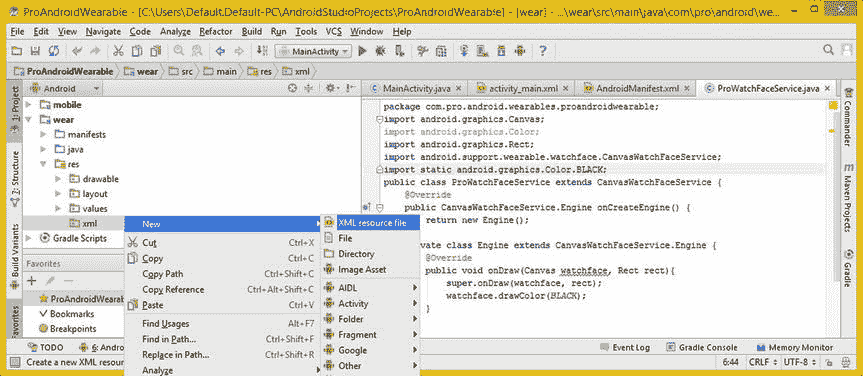 ProAndroidWearable - [C:\Users\Default.Default-PC\AndroidStudioProjects\ProAndroidWearable] - [wear] - ...\wear\src\main\java\com\pro\android\we...
File Edit View Navigate Code Analyze Refactor Build Run Tools VCS Window Help
MainActivity
ProAndroidWearable wear src main res xml
Android
MainActivity.java × activity_main.xml × AndroidManifest.xml × ProWatchFaceService.java ×
1: Project
2: Structure
Build Variants
Favorites
mobile
wear
manifests
java
res
drawable
layout
values
xml
Gradle Scripts
Favorites
ProAndroidWearab
Bookmarks
Breakpoints
New
Cut Ctrl+X
Copy Ctrl+C
Copy Path Ctrl+Shift+C
Copy Reference Ctrl+Alt+Shift+C
Paste Ctrl+V
Find Usages Alt+F7
Find in Path... Ctrl+Shift+F
Replace in Path... Ctrl+Shift+R
Analyze
XML resource file
File
Directory
Image Asset
AIDL
Activity
Folder
Fragment
Google
Other
package com.pro.android.wearables.proandroidwearable;
import android.graphics.Canvas;
import android.graphics.Color;
import android.graphics.Rect;
import android.support.wearable.watchface.CanvasWatchFaceService;
import static android.graphics.Color.BLACK;
public class ProWatchFaceService extends CanvasWatchFaceService {
@Override
public CanvasWatchFaceService.Engine onCreateEngine() {
return new Engine();
vate class Engine extends CanvasWatchFaceService.Engine {
@Override
public void onDraw(Canvas watchface, Rect rect){
super.onDraw(watchface, rect);
watchface.drawColor(BLACK);
}
Commander
Maven Projects
Gradle
TODO 6: Andro
Event Log Gradle Console Memory Monitor
Create a new XML resourc
6:44 CRLF UTF-8